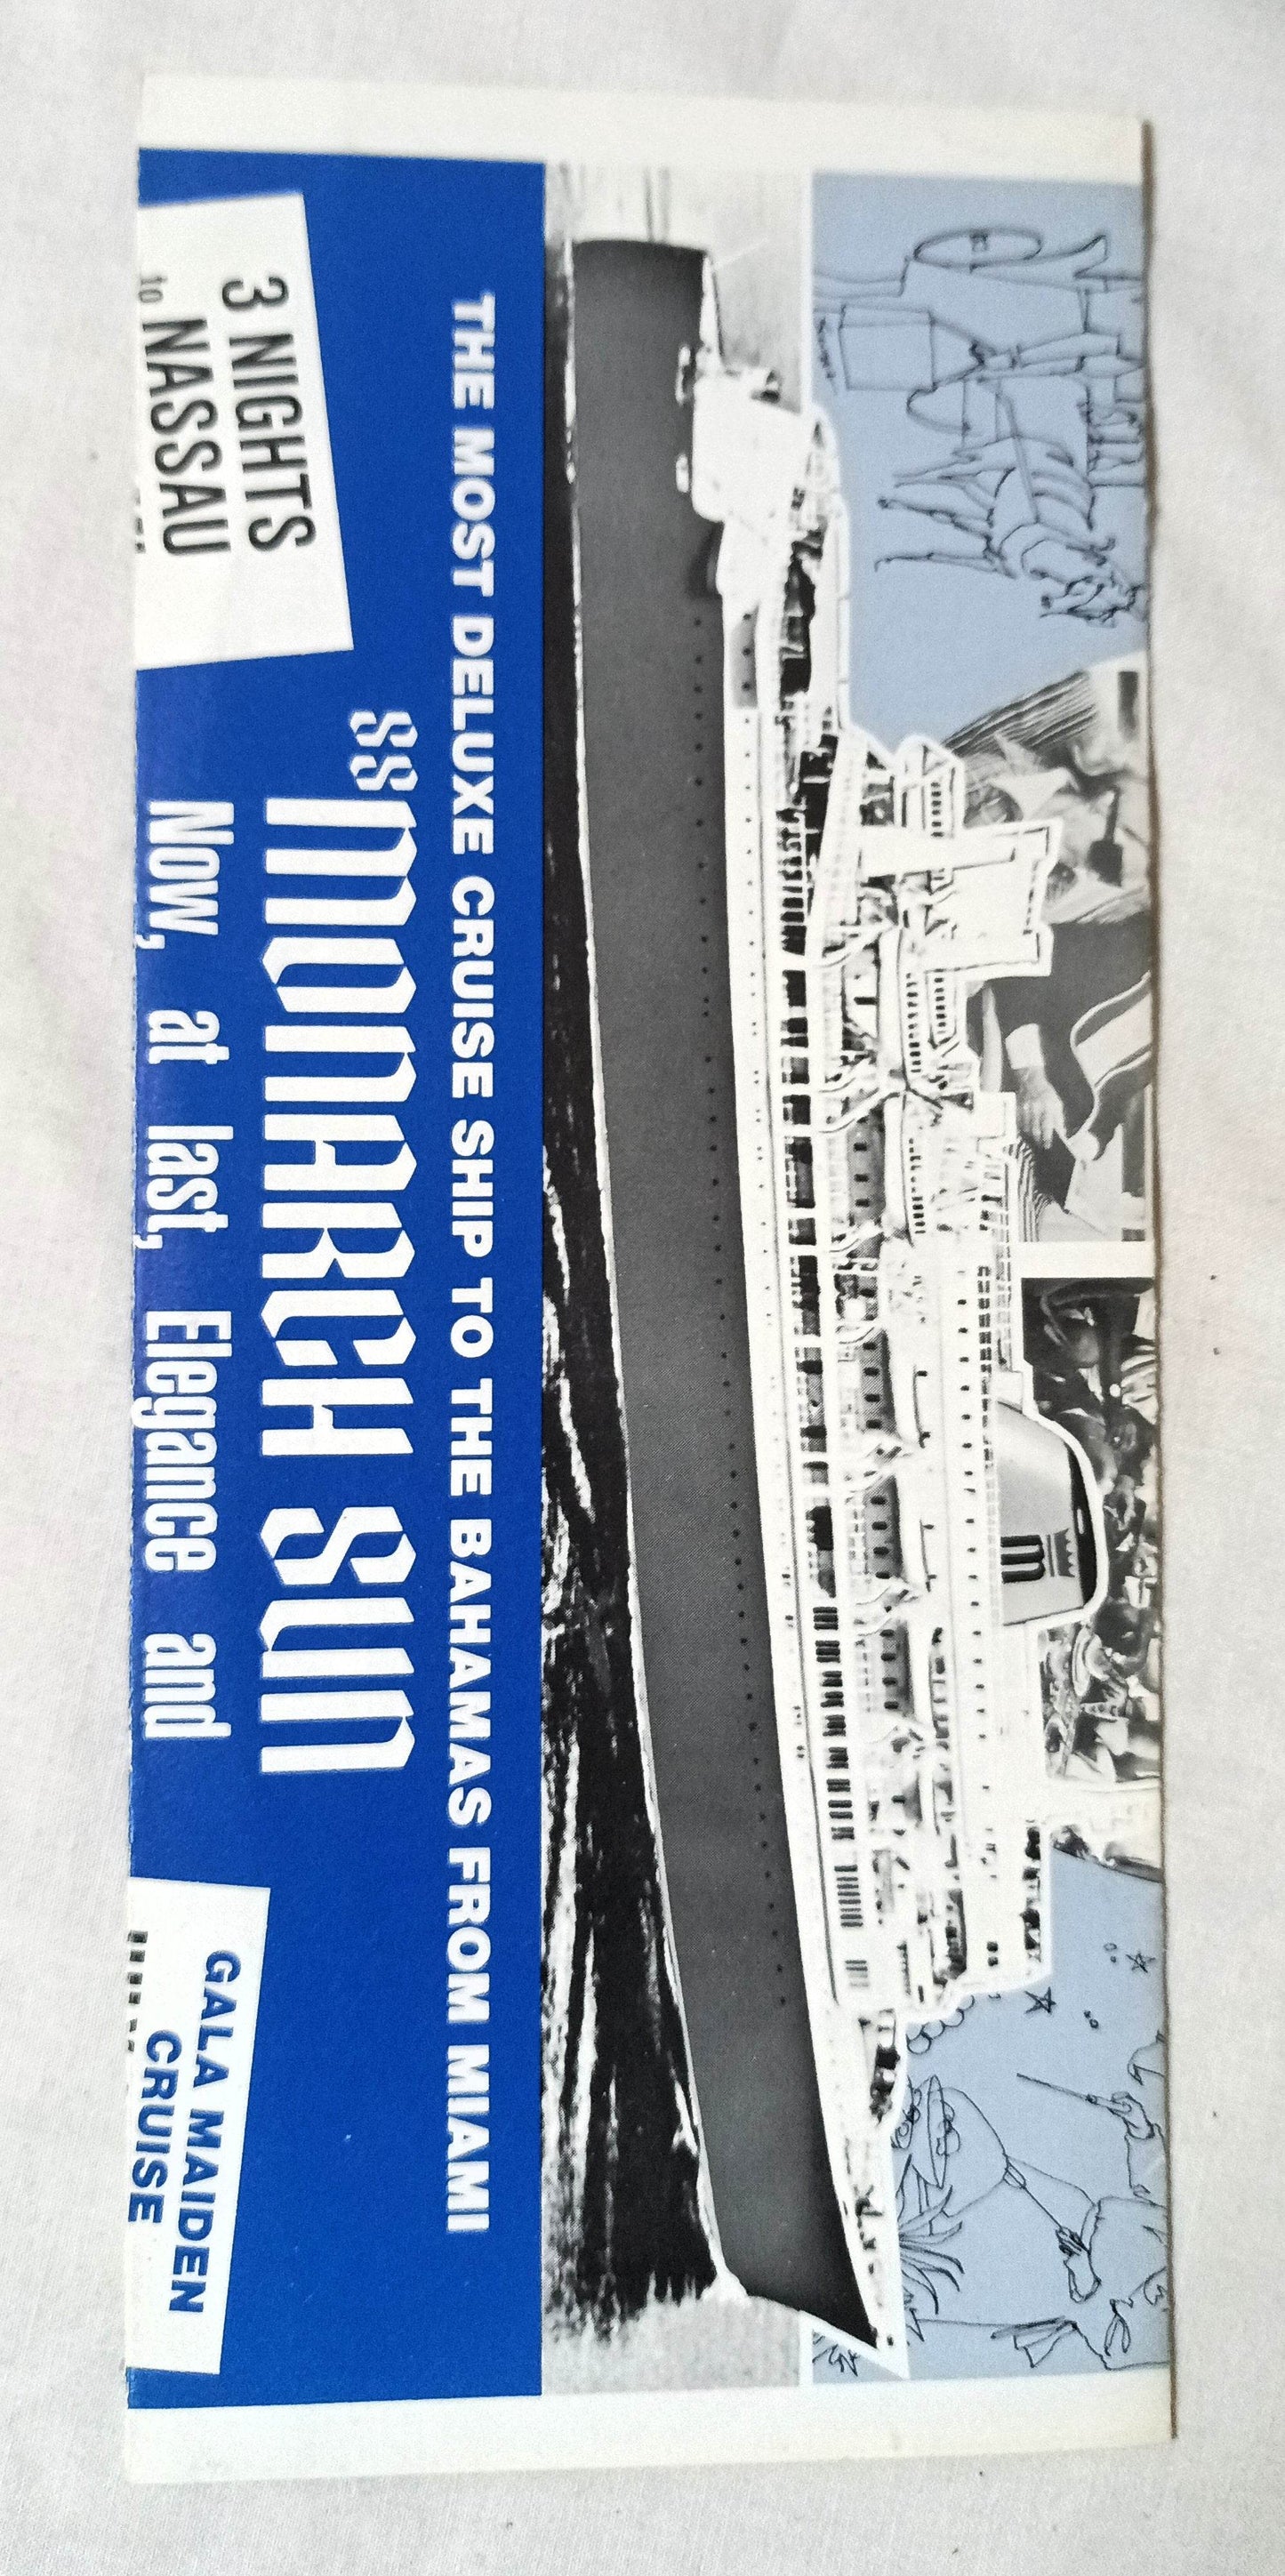 THE MOST DELUXE CRUISE SHIP TO THE BAHAMAS FROM MIAMI
SS MONARCH SUN
3 NIGHTS
to NASSAU
Now, at last, Elegance and
GALA MAIDEN
CRUISE
m